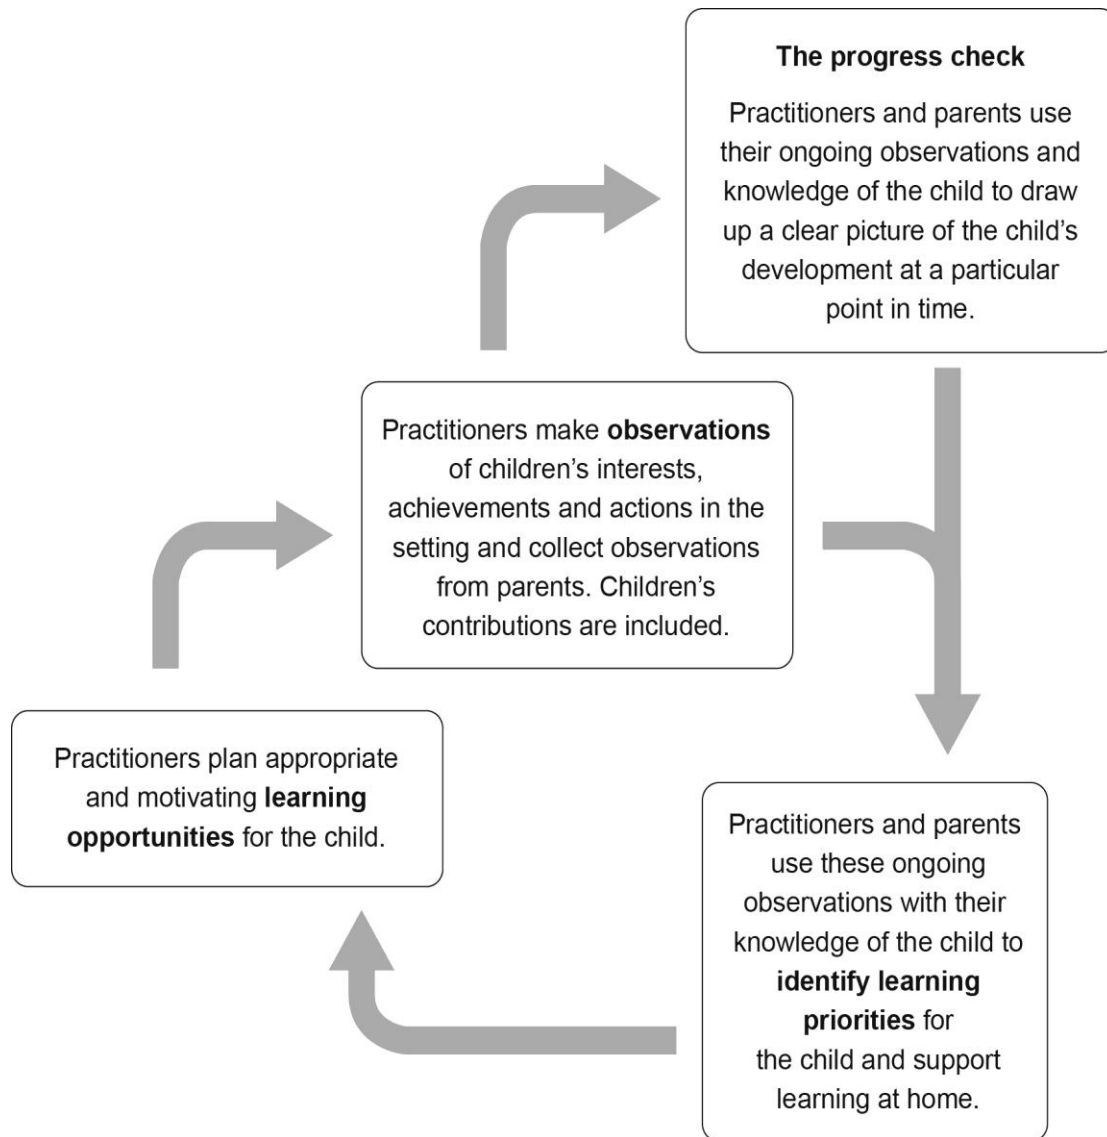 The progress check
Practitioners and parents use
their ongoing observations and
knowledge of the child to draw
up a clear picture of the child’s
development at a particular
point in time.
Practitioners make observations
of children’s interests,
achievements and actions in the
setting and collect observations
from parents. Children’s
contributions are included.
Practitioners plan appropriate
and motivating learning
opportunities for the child.
Practitioners and parents
use these ongoing
observations with their
knowledge of the child to
identify learning
priorities for
the child and support
learning at home.